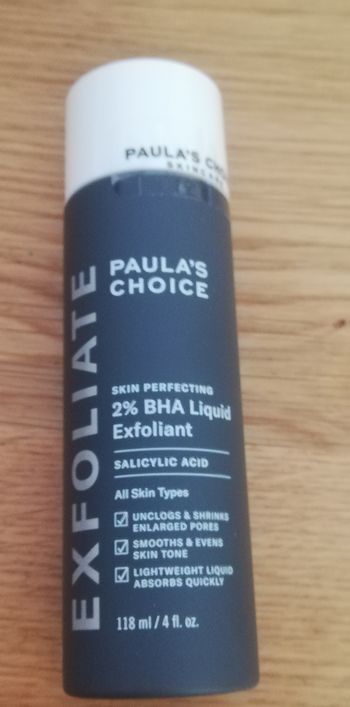 PAULA'S
SKINCARE
EXFOLIATE
PAULA'S
CHOICE
SKIN PERFECTING
2% BHA Liquid
Exfoliant
SALICYLIC ACID
All Skin Types
UNCLOGS & SHRINKS
ENLARGED PORES
SMOOTHS & EVENS
SKIN TONE
LIGHTWEIGHT LIQUID
ABSORBS QUICKLY
118 ml / 4 fl. oz.